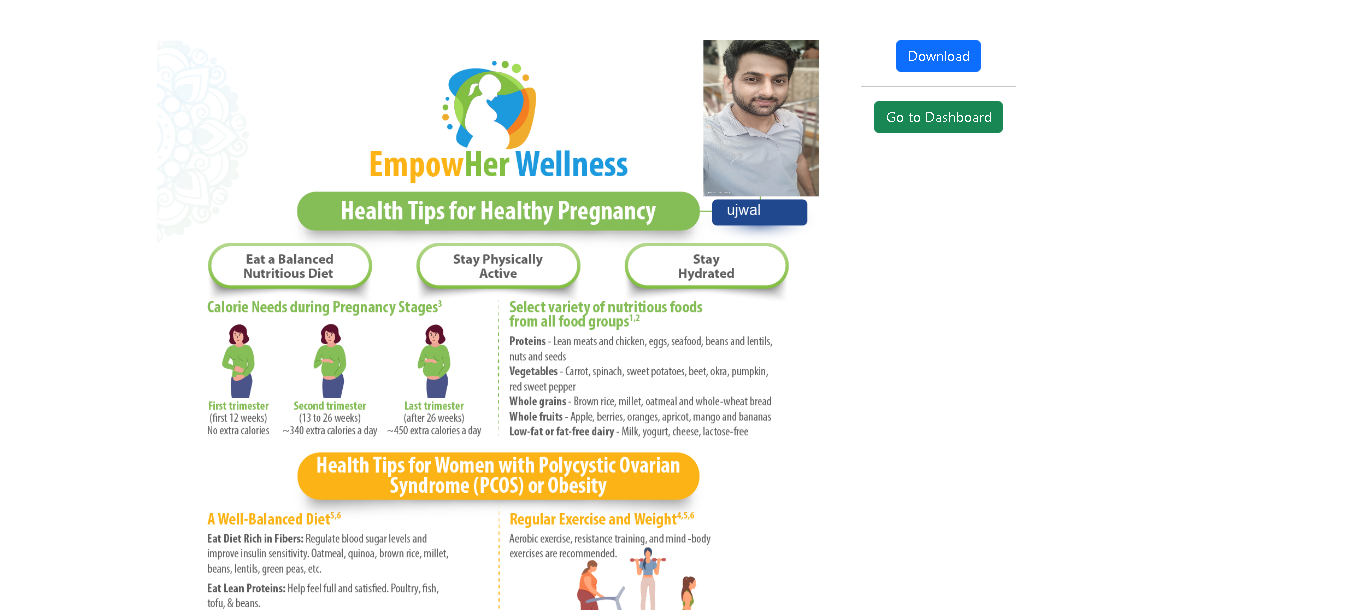 Download
Go to Dashboard
EmpowHer Wellness
Health Tips for Healthy Pregnancy
ujwal
Eat a Balanced
Nutritious Diet
Stay Physically
Active
Stay
Hydrated
Calorie Needs during Pregnancy Stages³
First trimester
(first 12 weeks)
No extra calories
Second trimester
(13 to 26 weeks)
~340 extra calories a day
Last trimester
(after 26 weeks)
~450 extra calories a day
Select variety of nutritious foods
from all food groups¹,²
Proteins - Lean meats and chicken, eggs, seafood, beans and lentils,
nuts and seeds
Vegetables - Carrot, spinach, sweet potatoes, beet, okra, pumpkin,
red sweet pepper
Whole grains - Brown rice, millet, oatmeal and whole-wheat bread
Whole fruits - Apple, berries, oranges, apricot, mango and bananas
Low-fat or fat-free dairy - Milk, yogurt, cheese, lactose-free
Health Tips for Women with Polycystic Ovarian
Syndrome (PCOS) or Obesity
A Well-Balanced Diet⁵,⁶
Eat Diet Rich in Fibers: Regulate blood sugar levels and
improve insulin sensitivity. Oatmeal, quinoa, brown rice, millet,
beans, lentils, green peas, etc.
Eat Lean Proteins: Help feel full and satisfied. Poultry, fish,
tofu, & beans.
Regular Exercise and Weight⁴,⁵,⁶
Aerobic exercise, resistance training, and mind -body
exercises are recommended.